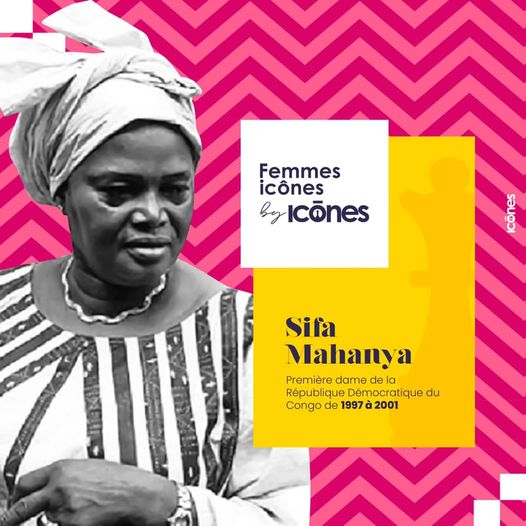 Femmes
icônes
by ICÔNES
ICÔNES
Sifa
Mahanya
Première dame de la
République Démocratique du
Congo de 1997 à 2001